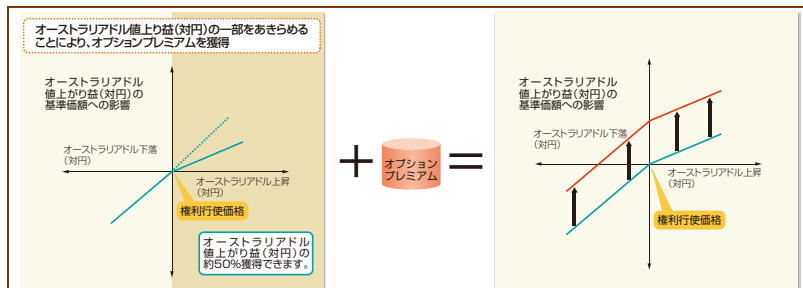 オーストラリアドル値上り益(対円)の一部をあきらめる
ことにより、オプションプレミアムを獲得
オーストラリアドル
値上がり益(対円)の
基準価額への影響
オーストラリアドル下落
(対円)
オーストラリアドル上昇
(対円)
権利行使価格
オーストラリアドル
値上がり益(対円)の
約50%獲得できます。
+
オプション
プレミアム
=
オーストラリアドル
値上がり益(対円)の
基準価額への影響
オーストラリアドル下落
(対円)
オーストラリアドル上昇
(対円)
権利行使価格